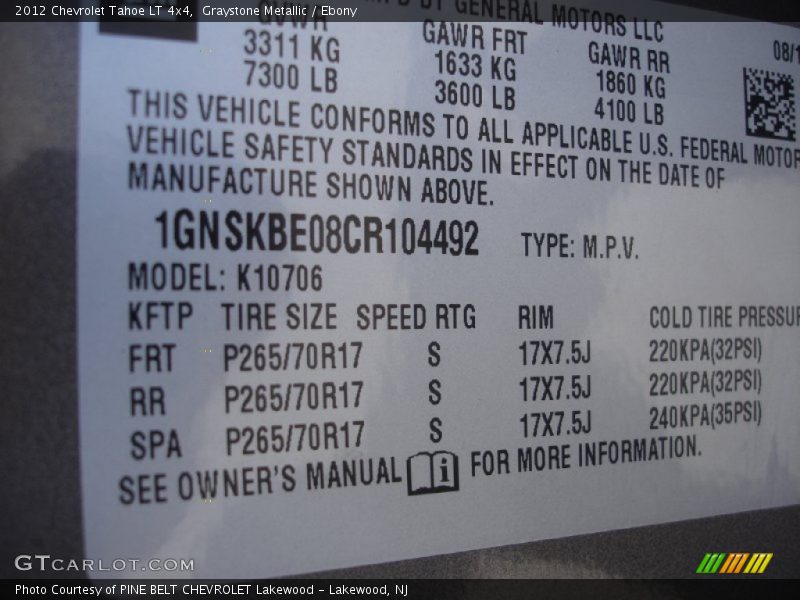 2012 Chevrolet Tahoe LT 4x4, Graystone Metallic / Ebony
BY GENERAL MOTORS LLC
GVWR GAWR FRT GAWR RR
3311 KG 1633 KG 1860 KG
7300 LB 3600 LB 4100 LB
THIS VEHICLE CONFORMS TO ALL APPLICABLE U.S. FEDERAL MOTOR
VEHICLE SAFETY STANDARDS IN EFFECT ON THE DATE OF
MANUFACTURE SHOWN ABOVE.
1GNSKBE08CR104492 TYPE: M.P.V.
MODEL: K10706
KFTP TIRE SIZE SPEED RTG RIM COLD TIRE PRESSUR
FRT P265/70R17 S 17X7.5J 220KPA(32PSI)
RR P265/70R17 S 17X7.5J 220KPA(32PSI)
SPA P265/70R17 S 17X7.5J 240KPA(35PSI)
SEE OWNER'S MANUAL i FOR MORE INFORMATION.
GTCARLOT.COM
Photo Courtesy of PINE BELT CHEVROLET Lakewood - Lakewood, NJ